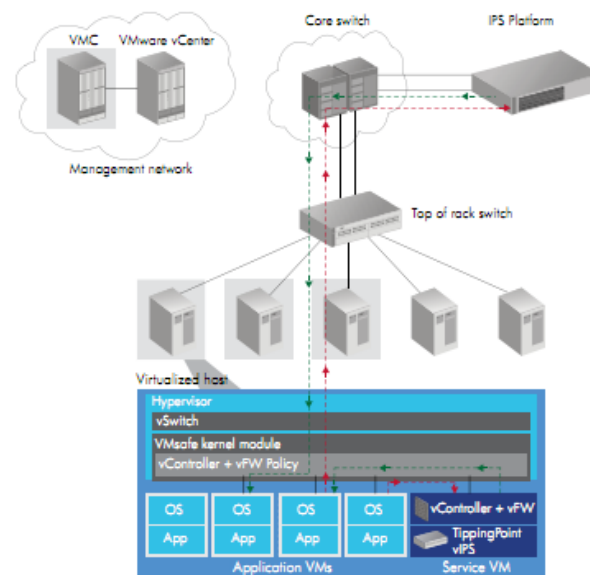 Core switch
IPS Platform
VMC
VMware vCenter
Management network
Top of rack switch
Virtualized host
Hypervisor
vSwitch
VMsafe kernel module
vController + vFW Policy
OS
OS
OS
OS
vController + vFW
App
App
App
App
TippingPoint
vIPS
Application VMs
Service VM